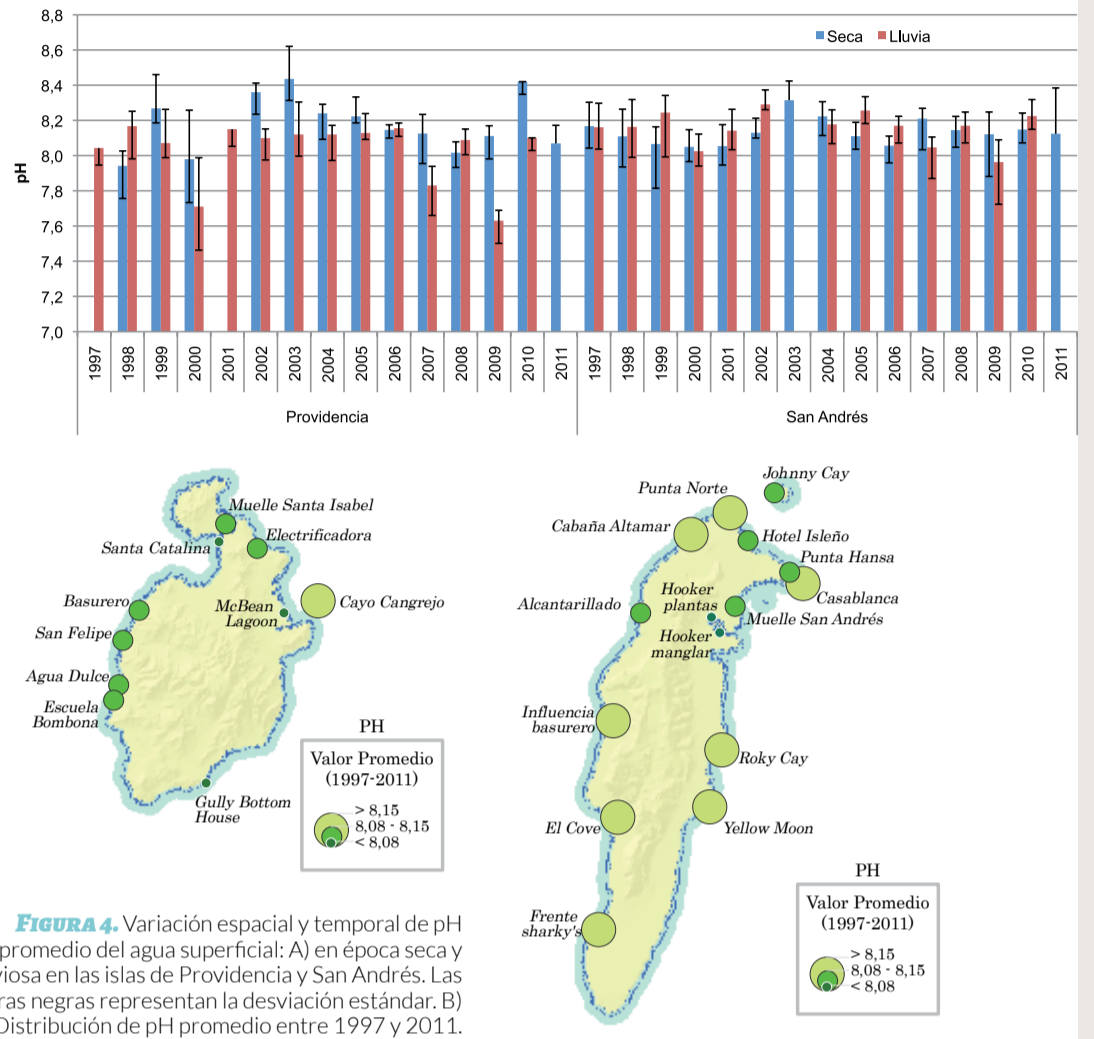 8,8
8,6
8,4
8,2
8,0
7,8
7,6
7,4
7,2
7,0
pH
Seca Lluvia
1997 1998 1999 2000 2001 2002 2003 2004 2005 2006 2007 2008 2009 2010 2011 1997 1998 1999 2000 2001 2002 2003 2004 2005 2006 2007 2008 2009 2010 2011
Providencia San Andrés
Muelle Santa Isabel
Santa Catalina
Electrificadora
Basurero
McBean
Lagoon
Cayo Cangrejo
San Felipe
Agua Dulce
Escuela
Bombona
Gully Bottom
House
PH
Valor Promedio
(1997-2011)
> 8,15
8,08 - 8,15
< 8,08
Johnny Cay
Punta Norte
Cabaña Altamar
Hotel Isleño
Punta Hansa
Casablanca
Alcantarillado
Hooker
plantas
Muelle San Andrés
Hooker
manglar
Influencia
basurero
Roky Cay
El Cove
Yellow Moon
Frente
sharky's
PH
Valor Promedio
(1997-2011)
> 8,15
8,08 - 8,15
< 8,08
FIGURA 4. Variación espacial y temporal de pH
promedio del agua superficial: A) en época seca y
viosa en las islas de Providencia y San Andrés. Las
ras negras representan la desviación estándar. B)
Distribución de pH promedio entre 1997 y 2011.